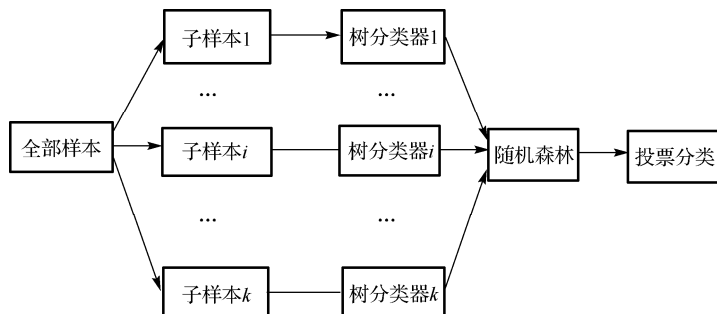 子样本1
树分类器1
...
...
全部样本
子样本i
树分类器i
随机森林
投票分类
...
...
子样本k
树分类器k